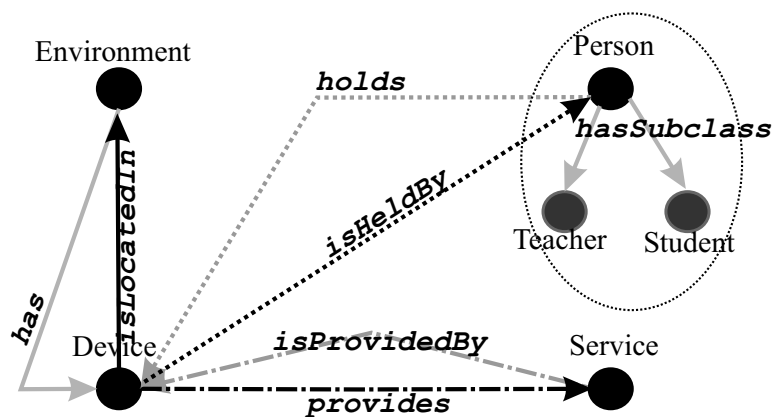 Environment
Person
holds
hasSubclass
isHeldBy
isLocatedIn
Teacher
Student
has
Device
isProvidedBy
Service
provides